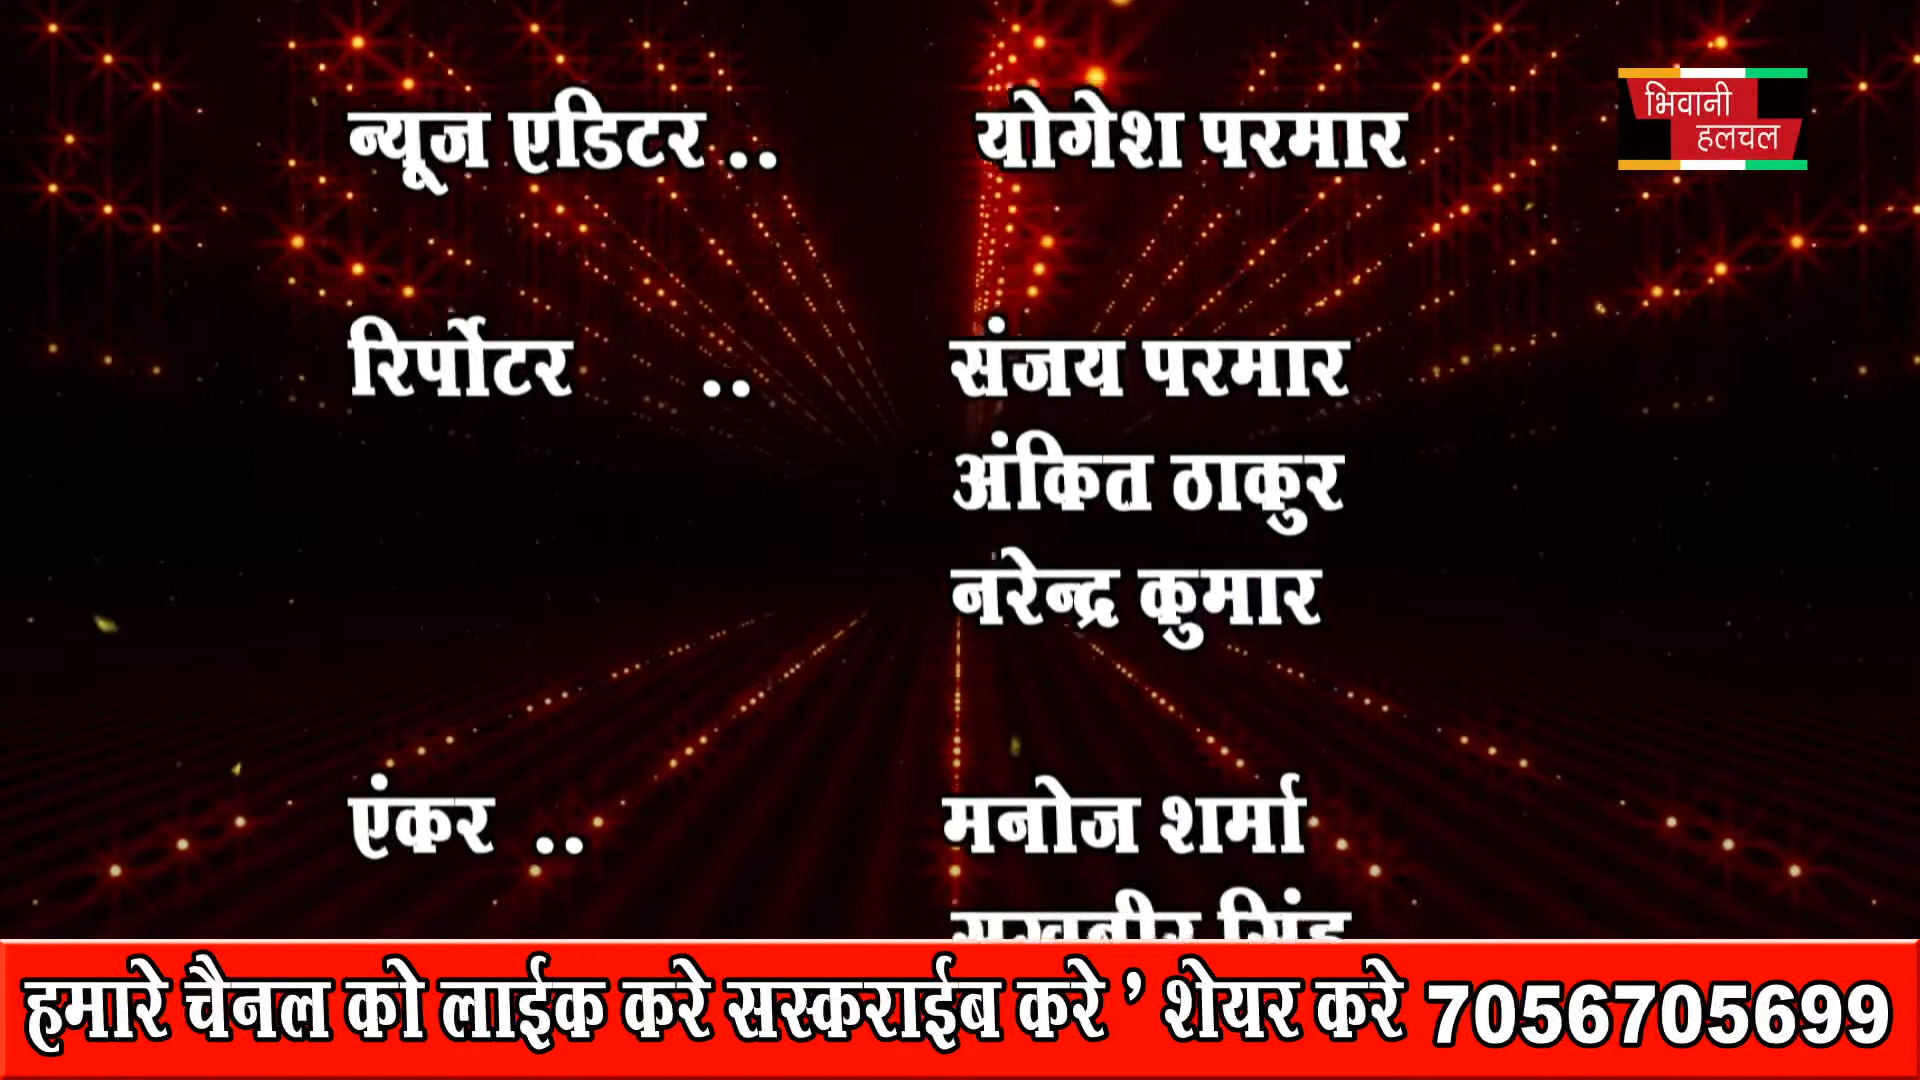 भिवानी
हलचल
न्यूज एडिटर .. योगेश परमार
रिर्पोटर .. संजय परमार
अंकित ठाकुर
नरेन्द्र कुमार
एंकर .. मनोज शर्मा
हमारे चैनल को लाईक करे सस्कराईब करे ’ शेयर करे 7056705699